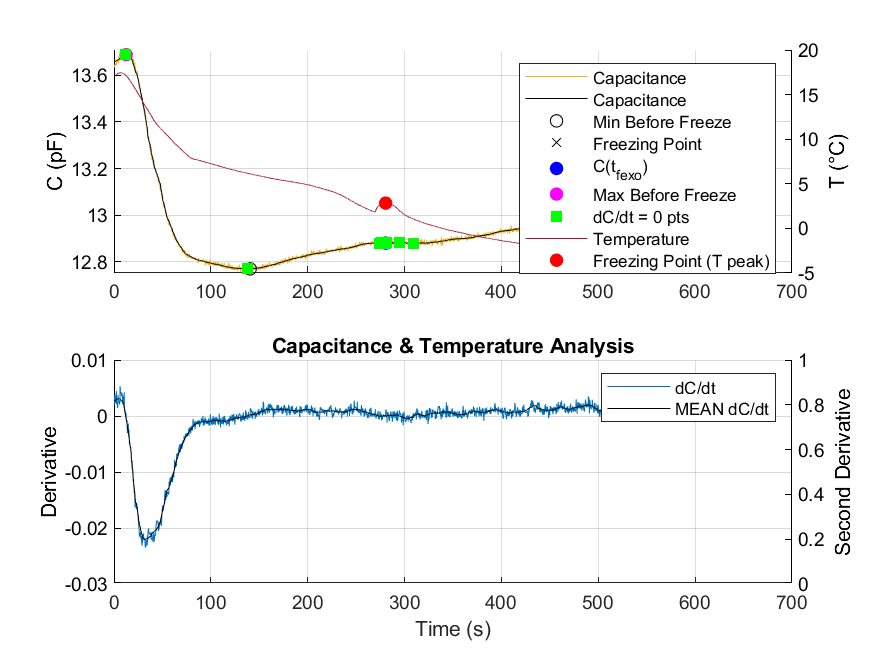 20
13.6
15
13.4
10
13.2
5
13
0
12.8
-5
C (pF)
T (°C)
Capacitance
Capacitance
Min Before Freeze
Freezing Point
C(t_fexo)
Max Before Freeze
dC/dt = 0 pts
Temperature
Freezing Point (T peak)
0 100 200 300 400 500 600 700
Capacitance & Temperature Analysis
0.01
0
-0.01
-0.02
-0.03
Derivative
dC/dt
MEAN dC/dt
1
0.8
0.6
0.4
0.2
0
Second Derivative
0 100 200 300 400 500 600 700
Time (s)